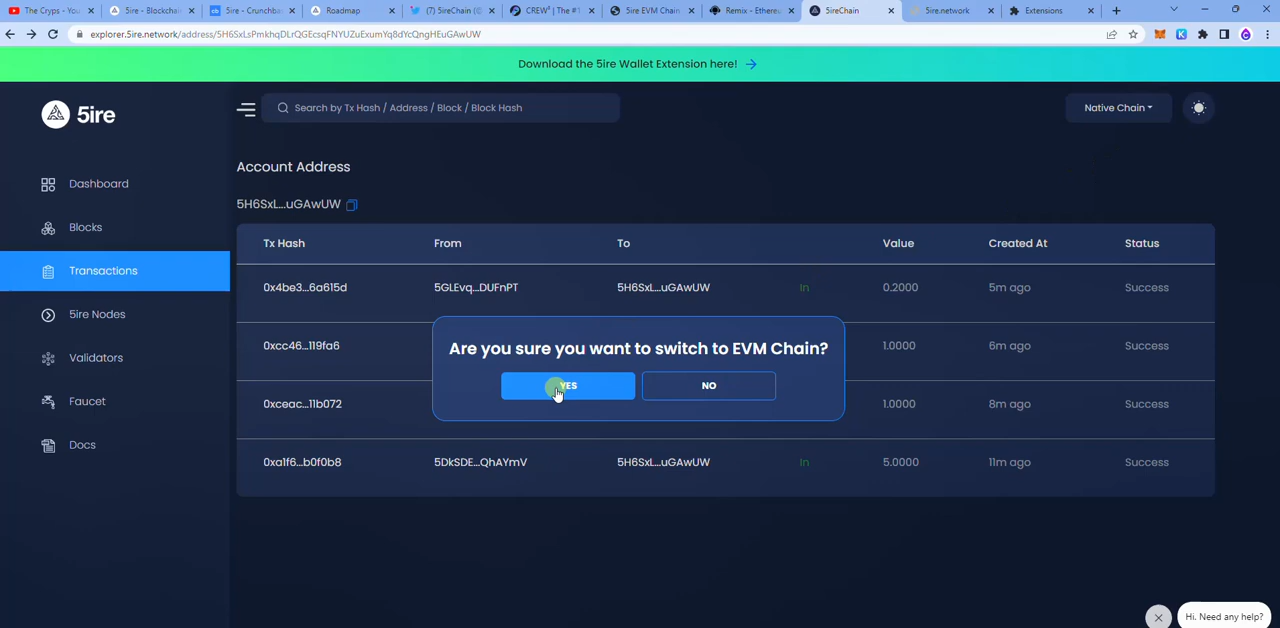 The Cryps - You
5ire - Blockchai
5ire - Crunchba
Roadmap
(7) 5ireChain (@
CREW³ | The #1
5ire EVM Chain
Remix - Ethereu
5ireChain
5ire.network
Extensions
explorer.5ire.network/address/5H6SxLsPmkhqDLrQGEcsqFNYUZuExumYq8dYcQngHEuGAwUW
Download the 5ire Wallet Extension here! →
5ire
Search by Tx Hash / Address / Block / Block Hash
Native Chain
Dashboard
Blocks
Transactions
5ire Nodes
Validators
Faucet
Docs
Account Address
5H6SxL...uGAwUW
Tx Hash From To Value Created At Status
0x4be3...6a615d 5GLEvq...DUFnPT 5H6SxL...uGAwUW In 0.2000 5m ago Success
0xcc46...119fa6 1.0000 6m ago Success
0xceac...11b072 1.0000 8m ago Success
0xa1f6...b0f0b8 5DkSDE...QhAYmV 5H6SxL...uGAwUW In 5.0000 11m ago Success
Are you sure you want to switch to EVM Chain?
YES NO
Hi. Need any help?